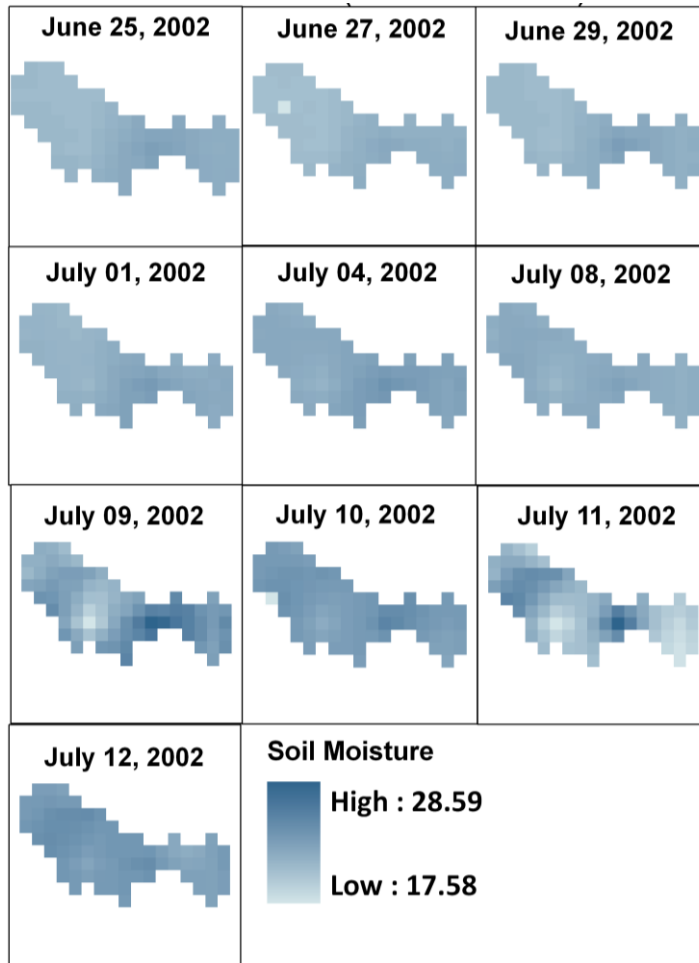 June 25, 2002
June 27, 2002
June 29, 2002
July 01, 2002
July 04, 2002
July 08, 2002
July 09, 2002
July 10, 2002
July 11, 2002
July 12, 2002
Soil Moisture
High : 28.59
Low : 17.58